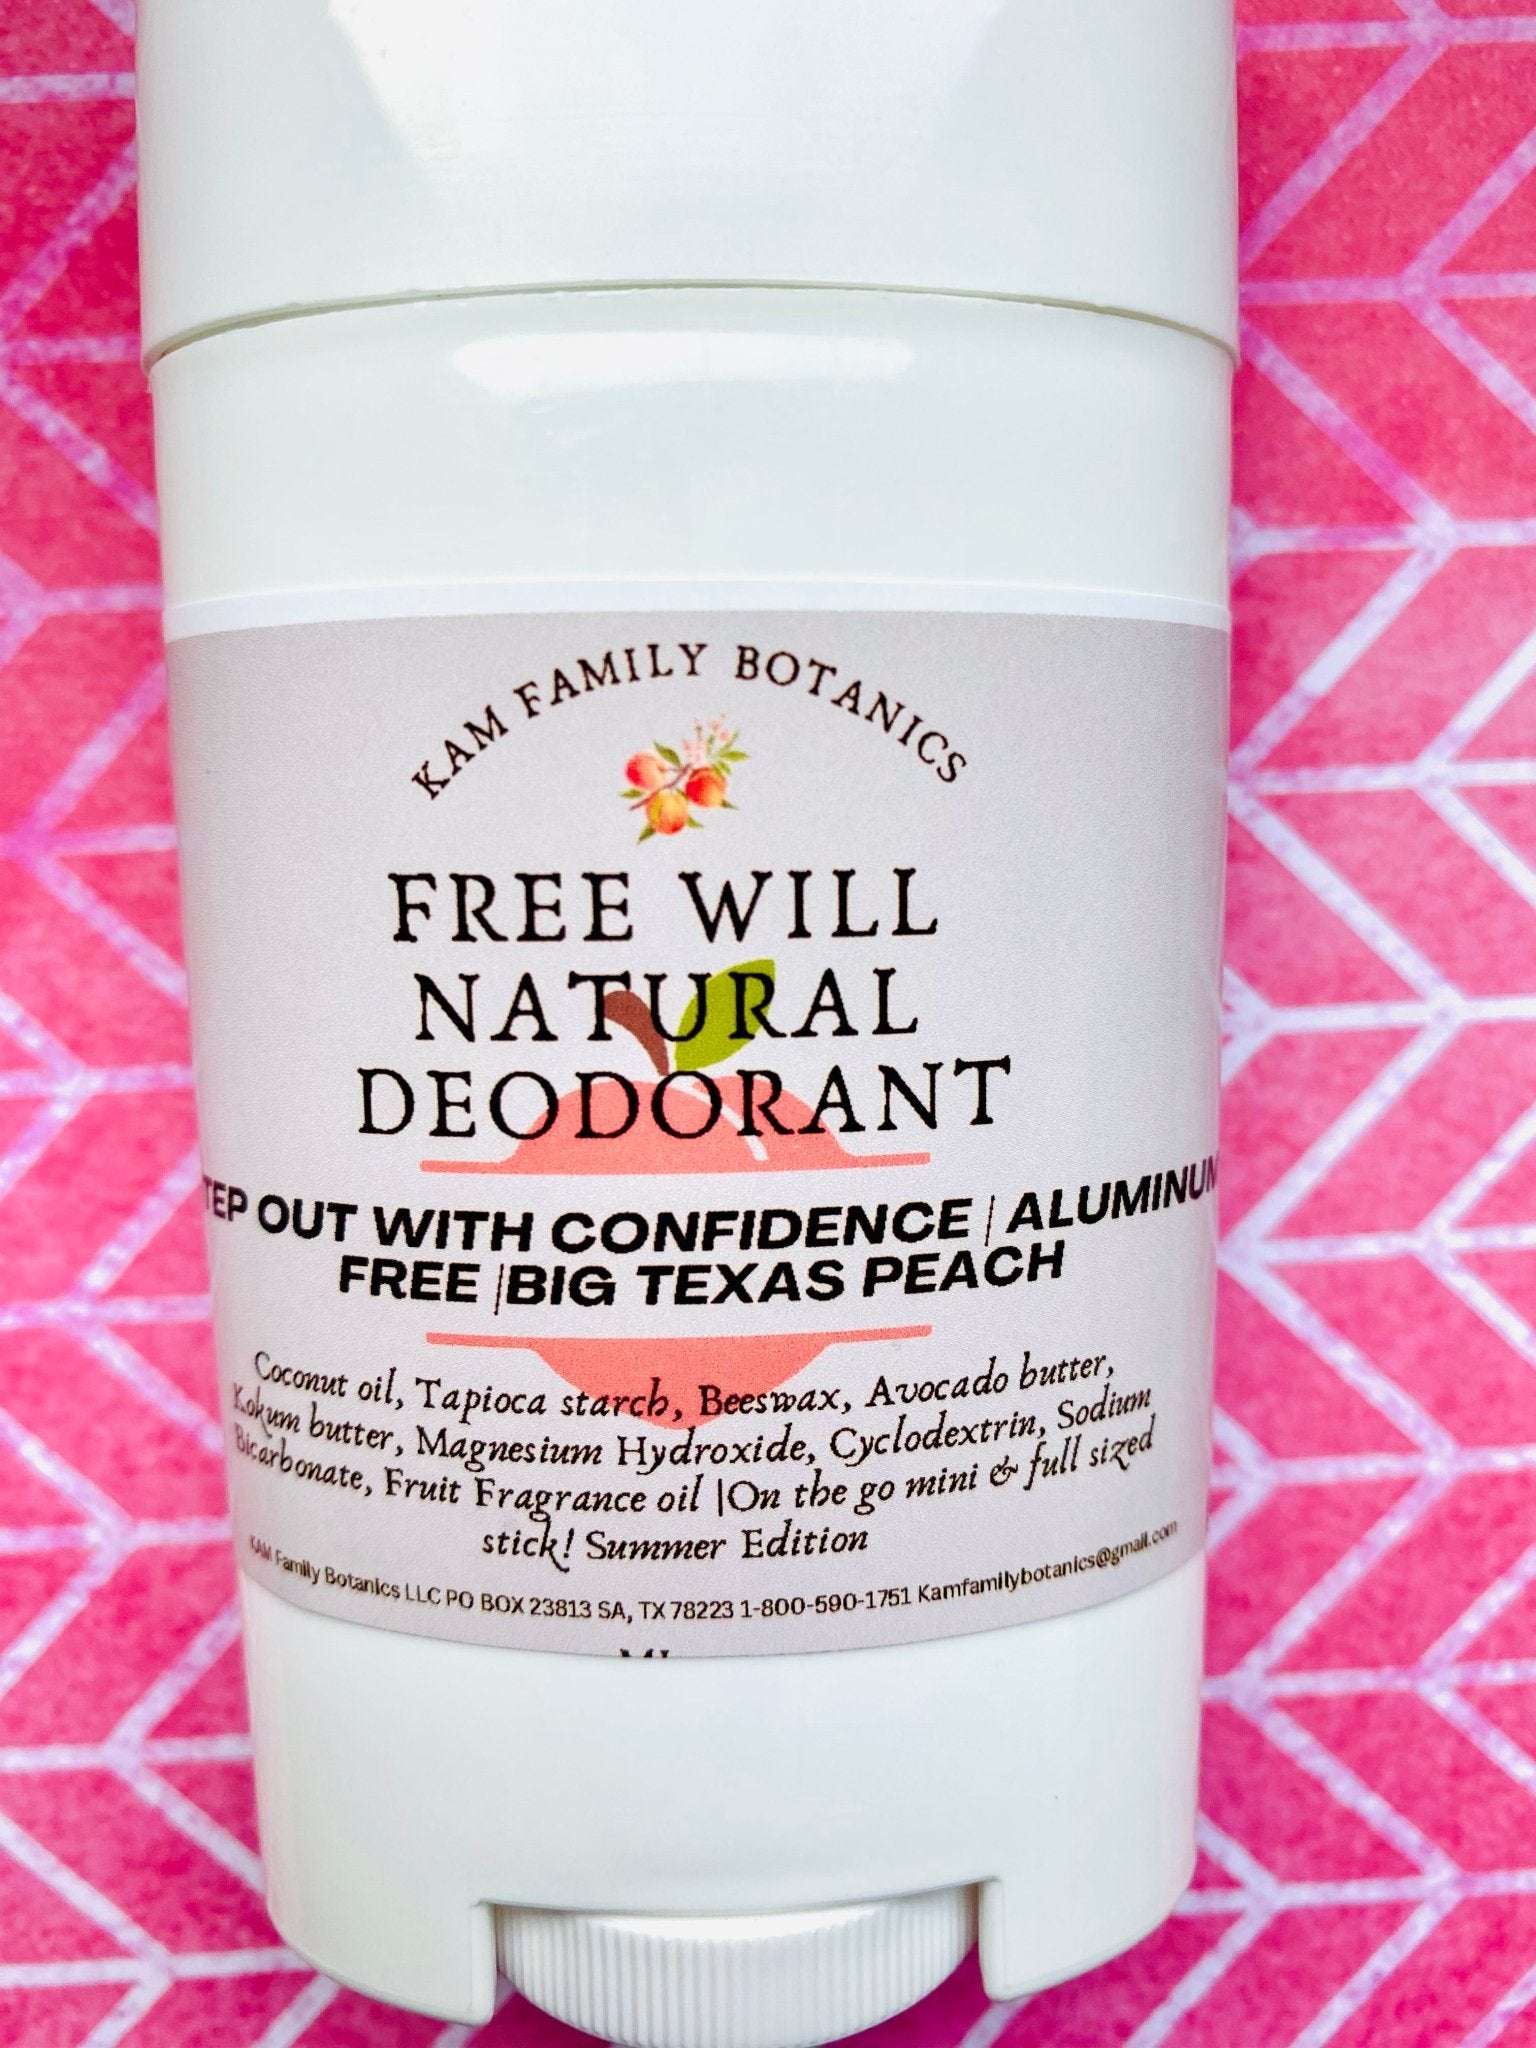 KAM FAMILY BOTANICS
FREE WILL
NATURAL
DEODORANT
TEP OUT WITH CONFIDENCE | ALUMINUM
FREE |BIG TEXAS PEACH
Coconut oil, Tapioca starch, Beeswax, Avocado butter,
Kokum butter, Magnesium Hydroxide, Cyclodextrin, Sodium
Bicarbonate, Fruit Fragrance oil |On the go mini & full sized
stick! Summer Edition
KAM Family Botanics LLC PO BOX 23813 SA, TX 78223 1-800-590-1751 Kamfamilybotanics@gmail.com